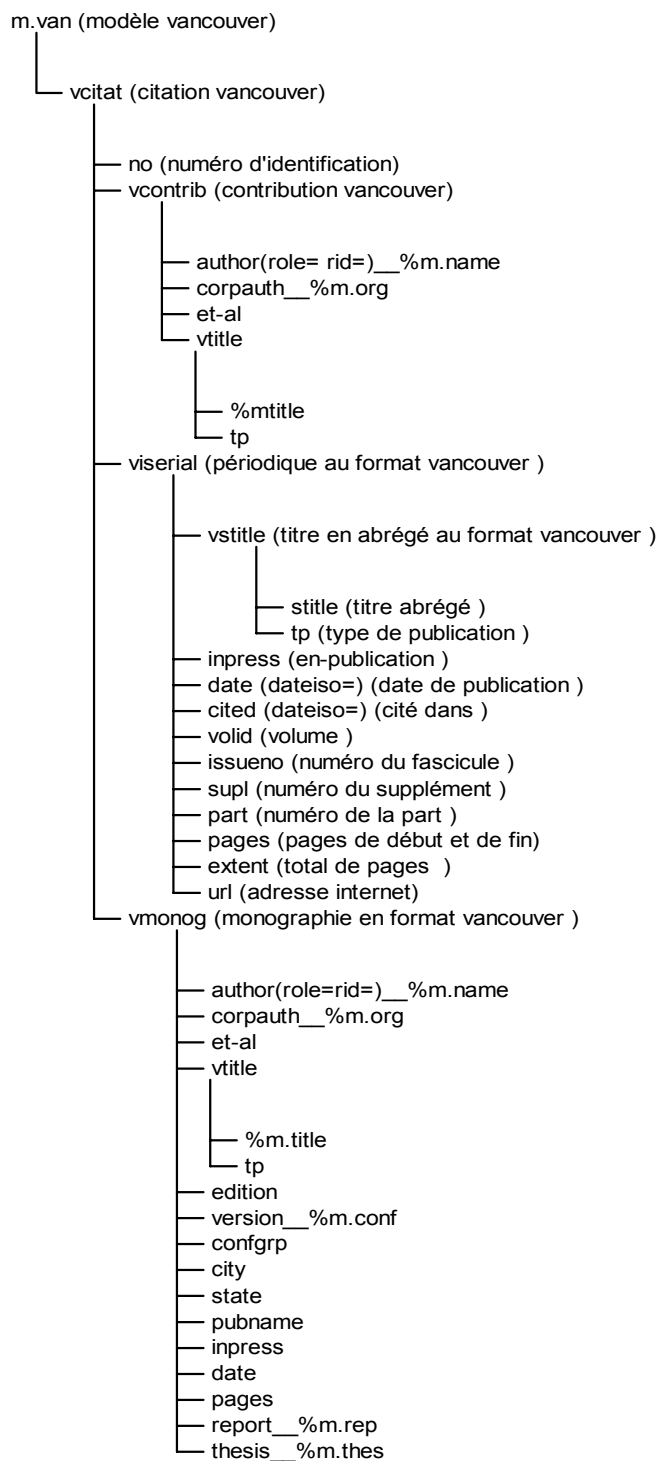 m.van (modèle vancouver)
vcitat (citation vancouver)
no (numéro d'identification)
vcontrib (contribution vancouver)
author(role= rid=)__%m.name
corpauth__%m.org
et-al
vtitle
%mtitle
tp
viserial (périodique au format vancouver )
vstitle (titre en abrégé au format vancouver )
stitle (titre abrégé )
tp (type de publication )
inpress (en-publication )
date (dateiso=) (date de publication )
cited (dateiso=) (cité dans )
volid (volume )
issueno (numéro du fascicule )
supl (numéro du supplément )
part (numéro de la part )
pages (pages de début et de fin)
extent (total de pages  )
url (adresse internet)
vmonog (monographie en format vancouver )
author(role=rid=)__%m.name
corpauth__%m.org
et-al
vtitle
%m.title
tp
edition
version__%m.conf
confgrp
city
state
pubname
inpress
date
pages
report__%m.rep
thesis__%m.thes